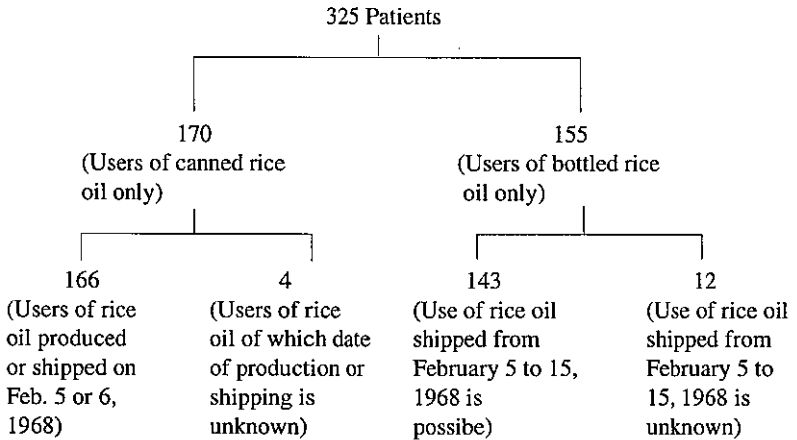 325 Patients
170
(Users of canned rice
oil only)
155
(Users of bottled rice
oil only)
166
(Users of rice
oil produced
or shipped on
Feb. 5 or 6,
1968)
4
(Users of rice
oil of which date
of production or
shipping is
unknown)
143
(Use of rice oil
shipped from
February 5 to 15,
1968 is
possibe)
12
(Use of rice oil
shipped from
February 5 to
15, 1968 is
unknown)